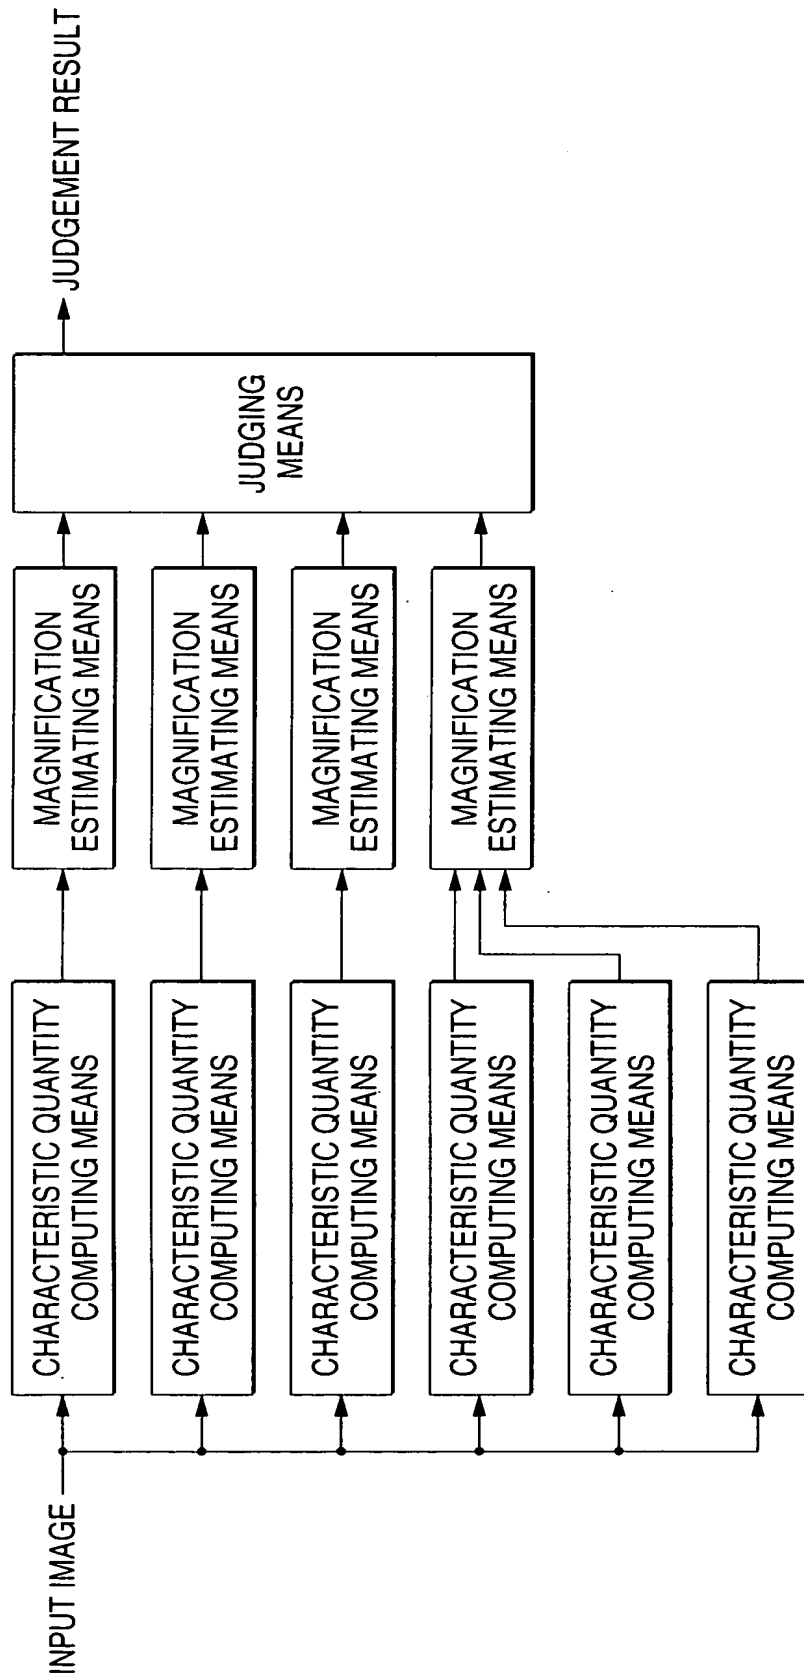 INPUT IMAGE
CHARACTERISTIC QUANTITY
COMPUTING MEANS
CHARACTERISTIC QUANTITY
COMPUTING MEANS
CHARACTERISTIC QUANTITY
COMPUTING MEANS
CHARACTERISTIC QUANTITY
COMPUTING MEANS
CHARACTERISTIC QUANTITY
COMPUTING MEANS
CHARACTERISTIC QUANTITY
COMPUTING MEANS
MAGNIFICATION
ESTIMATING MEANS
MAGNIFICATION
ESTIMATING MEANS
MAGNIFICATION
ESTIMATING MEANS
MAGNIFICATION
ESTIMATING MEANS
JUDGING
MEANS
JUDGEMENT RESULT